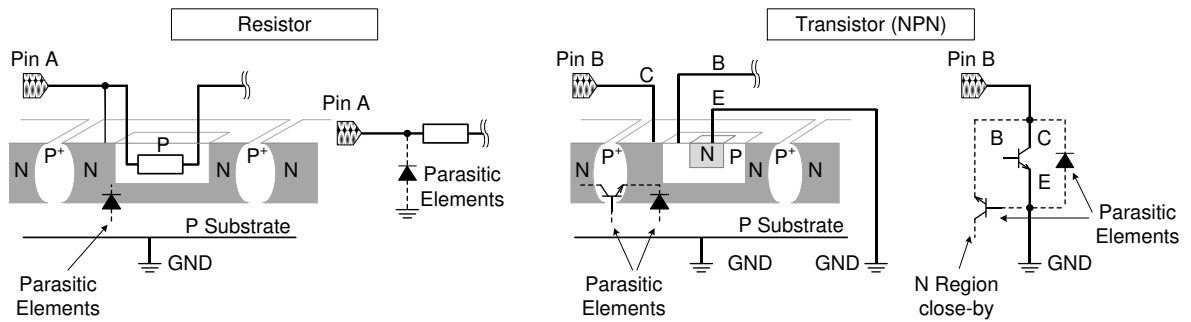 Resistor
Transistor (NPN)
Pin A
Pin A
P
N
P+
N
N
P+
N
Parasitic
Elements
P Substrate
GND
Parasitic
Elements
Pin B
C
B
E
N
P+
N
N
P
P+
N
P Substrate
GND
GND
Parasitic
Elements
Pin B
B
C
E
Parasitic
Elements
GND
N Region
close-by